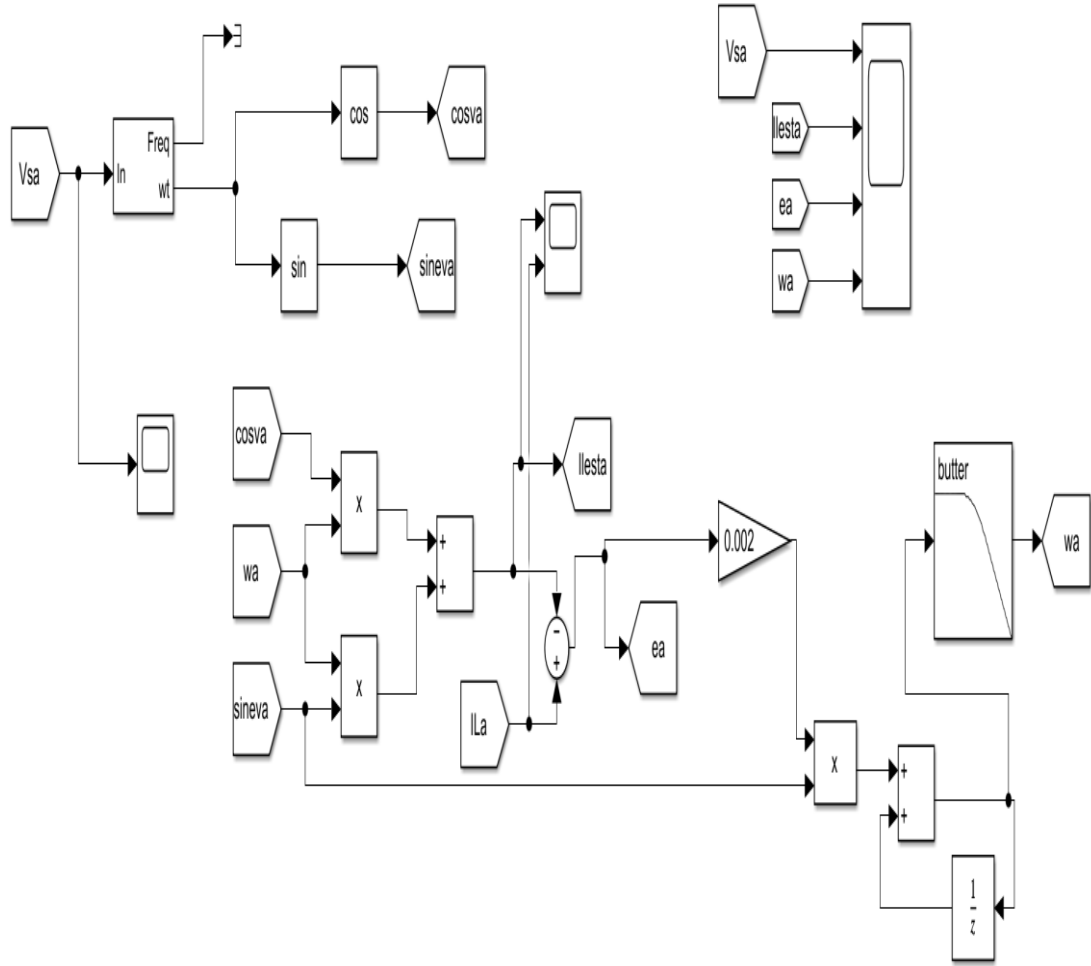 Vsa
In
Freq
wt
cos
cosva
sin
sineva
Vsa
Ilesta
ea
wa
cosva
wa
sineva
x
x
+
+
Ilesta
-
+
ILa
ea
0.002
x
+
+
1
z
butter
wa